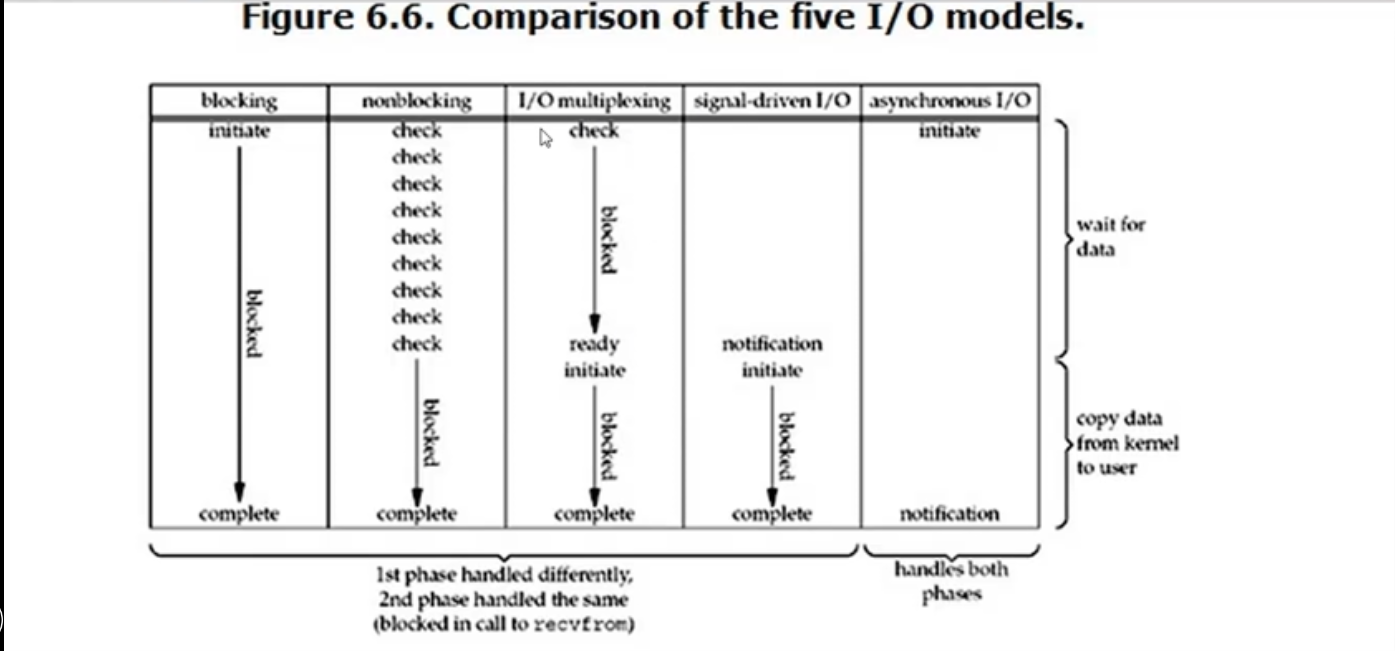 Figure 6.6. Comparison of the five I/O models.
blocking nonblocking I/O multiplexing signal-driven I/O asynchronous I/O
initiate check check initiate
check
check
check
check
check
check
check
check ready notification
initiate initiate
blocked
blocked
blocked
blocked
blocked
complete complete complete complete notification
wait for
data
copy data
from kernel
to user
1st phase handled differently,
2nd phase handled the same
(blocked in call to recvfrom)
handles both
phases